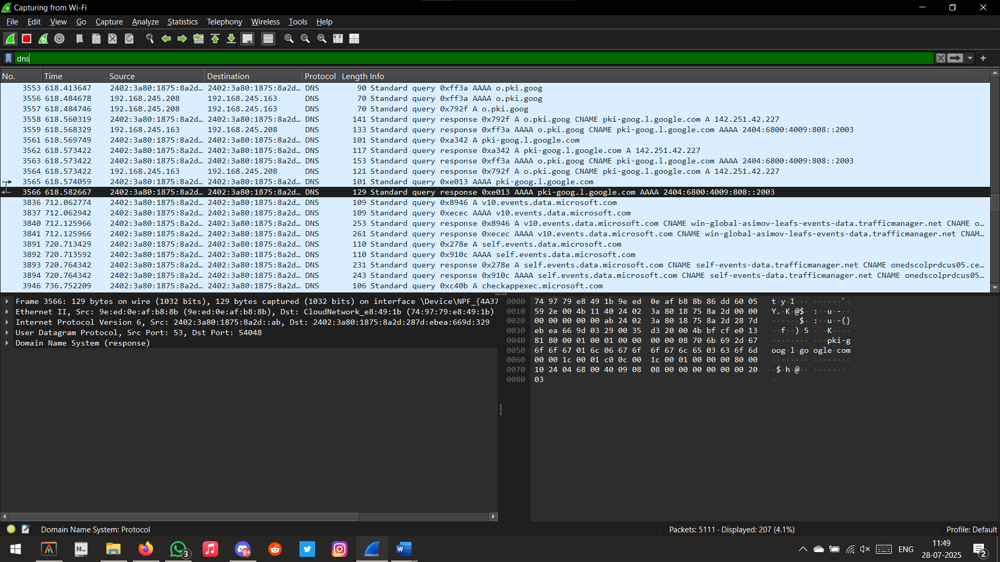 Capturing from Wi-Fi
File Edit View Go Capture Analyze Statistics Telephony Wireless Tools Help
dns
No. Time Source Destination Protocol Length Info
3553 618.413647 2402:3a80:1875:8a2d… 2402:3a80:1875:8a2d… DNS 90 Standard query 0xff3a AAAA o.pki.goog
3556 618.484678 192.168.245.208 192.168.245.163 DNS 70 Standard query 0xff3a AAAA o.pki.goog
3557 618.484746 192.168.245.208 192.168.245.163 DNS 70 Standard query 0x792f A o.pki.goog
3558 618.560319 2402:3a80:1875:8a2d… 2402:3a80:1875:8a2d… DNS 141 Standard query response 0x792f A o.pki.goog CNAME pki-goog.l.google.com A 142.251.42.227
3559 618.568329 192.168.245.163 192.168.245.208 DNS 133 Standard query response 0xff3a AAAA o.pki.goog CNAME pki-goog.l.google.com AAAA 2404:6800:4009:808::2003
3561 618.569749 2402:3a80:1875:8a2d… 2402:3a80:1875:8a2d… DNS 101 Standard query 0xa342 A pki-goog.l.google.com
3562 618.573422 2402:3a80:1875:8a2d… 2402:3a80:1875:8a2d… DNS 117 Standard query response 0xa342 A pki-goog.l.google.com A 142.251.42.227
3563 618.573422 2402:3a80:1875:8a2d… 2402:3a80:1875:8a2d… DNS 153 Standard query response 0xff3a AAAA o.pki.goog CNAME pki-goog.l.google.com AAAA 2404:6800:4009:808::2003
3564 618.573422 192.168.245.163 192.168.245.208 DNS 121 Standard query response 0x792f A o.pki.goog CNAME pki-goog.l.google.com A 142.251.42.227
3565 618.574059 2402:3a80:1875:8a2d… 2402:3a80:1875:8a2d… DNS 101 Standard query 0xe013 AAAA pki-goog.l.google.com
3566 618.582667 2402:3a80:1875:8a2d… 2402:3a80:1875:8a2d… DNS 129 Standard query response 0xe013 AAAA pki-goog.l.google.com AAAA 2404:6800:4009:808::2003
3836 712.062774 2402:3a80:1875:8a2d… 2402:3a80:1875:8a2d… DNS 109 Standard query 0x8946 A v10.events.data.microsoft.com
3837 712.062942 2402:3a80:1875:8a2d… 2402:3a80:1875:8a2d… DNS 109 Standard query 0xecec AAAA v10.events.data.microsoft.com
3840 712.125966 2402:3a80:1875:8a2d… 2402:3a80:1875:8a2d… DNS 253 Standard query response 0x8946 A v10.events.data.microsoft.com CNAME win-global-asimov-leafs-events-data.trafficmanager.net CNAME o…
3841 712.125966 2402:3a80:1875:8a2d… 2402:3a80:1875:8a2d… DNS 261 Standard query response 0xecec AAAA v10.events.data.microsoft.com CNAME win-global-asimov-leafs-events-data.trafficmanager.net CNAM…
3891 720.713429 2402:3a80:1875:8a2d… 2402:3a80:1875:8a2d… DNS 110 Standard query 0x278e A self.events.data.microsoft.com
3892 720.713592 2402:3a80:1875:8a2d… 2402:3a80:1875:8a2d… DNS 110 Standard query 0x910c AAAA self.events.data.microsoft.com
3893 720.764342 2402:3a80:1875:8a2d… 2402:3a80:1875:8a2d… DNS 231 Standard query response 0x278e A self.events.data.microsoft.com CNAME self-events-data.trafficmanager.net CNAME onedscolprdcus05.ce…
3894 720.764342 2402:3a80:1875:8a2d… 2402:3a80:1875:8a2d… DNS 243 Standard query response 0x910c AAAA self.events.data.microsoft.com CNAME self-events-data.trafficmanager.net CNAME onedscolprdcus05…
3946 736.752209 2402:3a80:1875:8a2d… 2402:3a80:1875:8a2d… DNS 106 Standard query 0xc40b A checkappexec.microsoft.com
Frame 3566: 129 bytes on wire (1032 bits), 129 bytes captured (1032 bits) on interface \Device\NPF_{4A37
Ethernet II, Src: 9e:ed:0e:af:b8:8b (9e:ed:0e:af:b8:8b), Dst: CloudNetwork_e8:49:1b (74:97:79:e8:49:1b)
Internet Protocol Version 6, Src: 2402:3a80:1875:8a2d::ab, Dst: 2402:3a80:1875:8a2d:287d:ebea:669d:329
User Datagram Protocol, Src Port: 53, Dst Port: 54048
Domain Name System (response)
0000 74 97 79 e8 49 1b 9e ed 0e af b8 8b 86 dd 60 05 t·y·I··· ······`·
0010 59 2e 00 4b 11 40 24 02 3a 80 18 75 8a 2d 00 00 Y.·K·@$· :··u·-··
0020 00 00 00 00 00 ab 24 02 3a 80 18 75 8a 2d 28 7d ······$· :··u·-(}
0030 eb ea 66 9d 03 29 00 35 d3 20 00 4b bf cf e0 13 ··f··)·5 · ·K····
0040 81 80 00 01 00 01 00 00 00 00 08 70 6b 69 2d 67 ········ ···pki-g
0050 6f 6f 67 01 6c 06 67 6f 6f 67 6c 65 03 63 6f 6d oog·l·go ogle·com
0060 00 00 1c 00 01 c0 0c 00 1c 00 01 00 00 00 80 00 ········ ········
0070 10 24 04 68 00 40 09 08 08 00 00 00 00 00 00 20 ·$·h·@·· ·······
0080 03 ·
Domain Name System: Protocol
Packets: 5111 · Displayed: 207 (4.1%)
Profile: Default
N
3
9+
W
ENG
11:49
28-07-2025
2